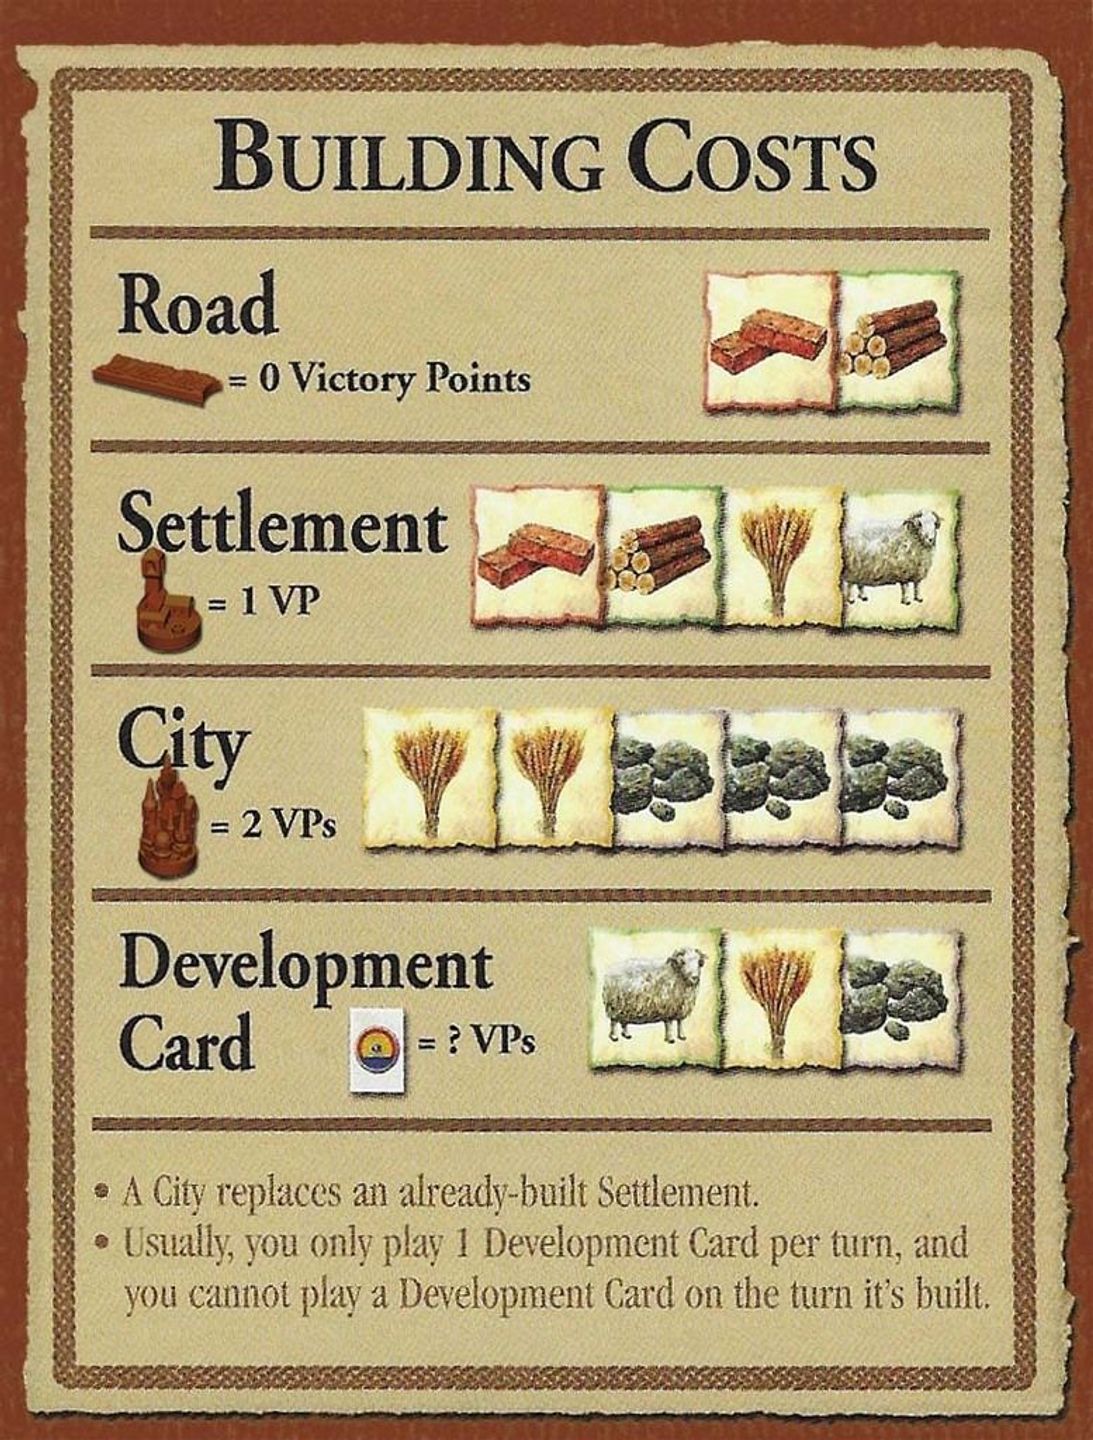 BUILDING COSTS
Road
= 0 Victory Points
Settlement
= 1 VP
City
= 2 VPs
Development
Card
= ? VPs
• A City replaces an already-built Settlement.
• Usually, you only play 1 Development Card per turn, and
you cannot play a Development Card on the turn it's built.